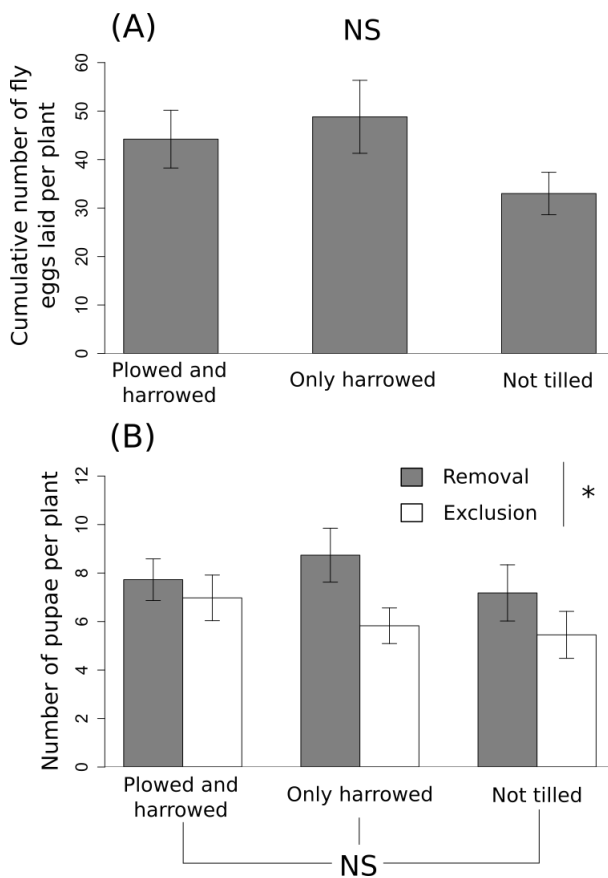 (A)
NS
Cumulative number of fly
eggs laid per plant
60
50
40
30
20
10
0
Plowed and
harrowed
Only harrowed
Not tilled
(B)
Number of pupae per plant
12
10
8
6
4
2
0
Removal
Exclusion
*
Plowed and
harrowed
Only harrowed
Not tilled
NS